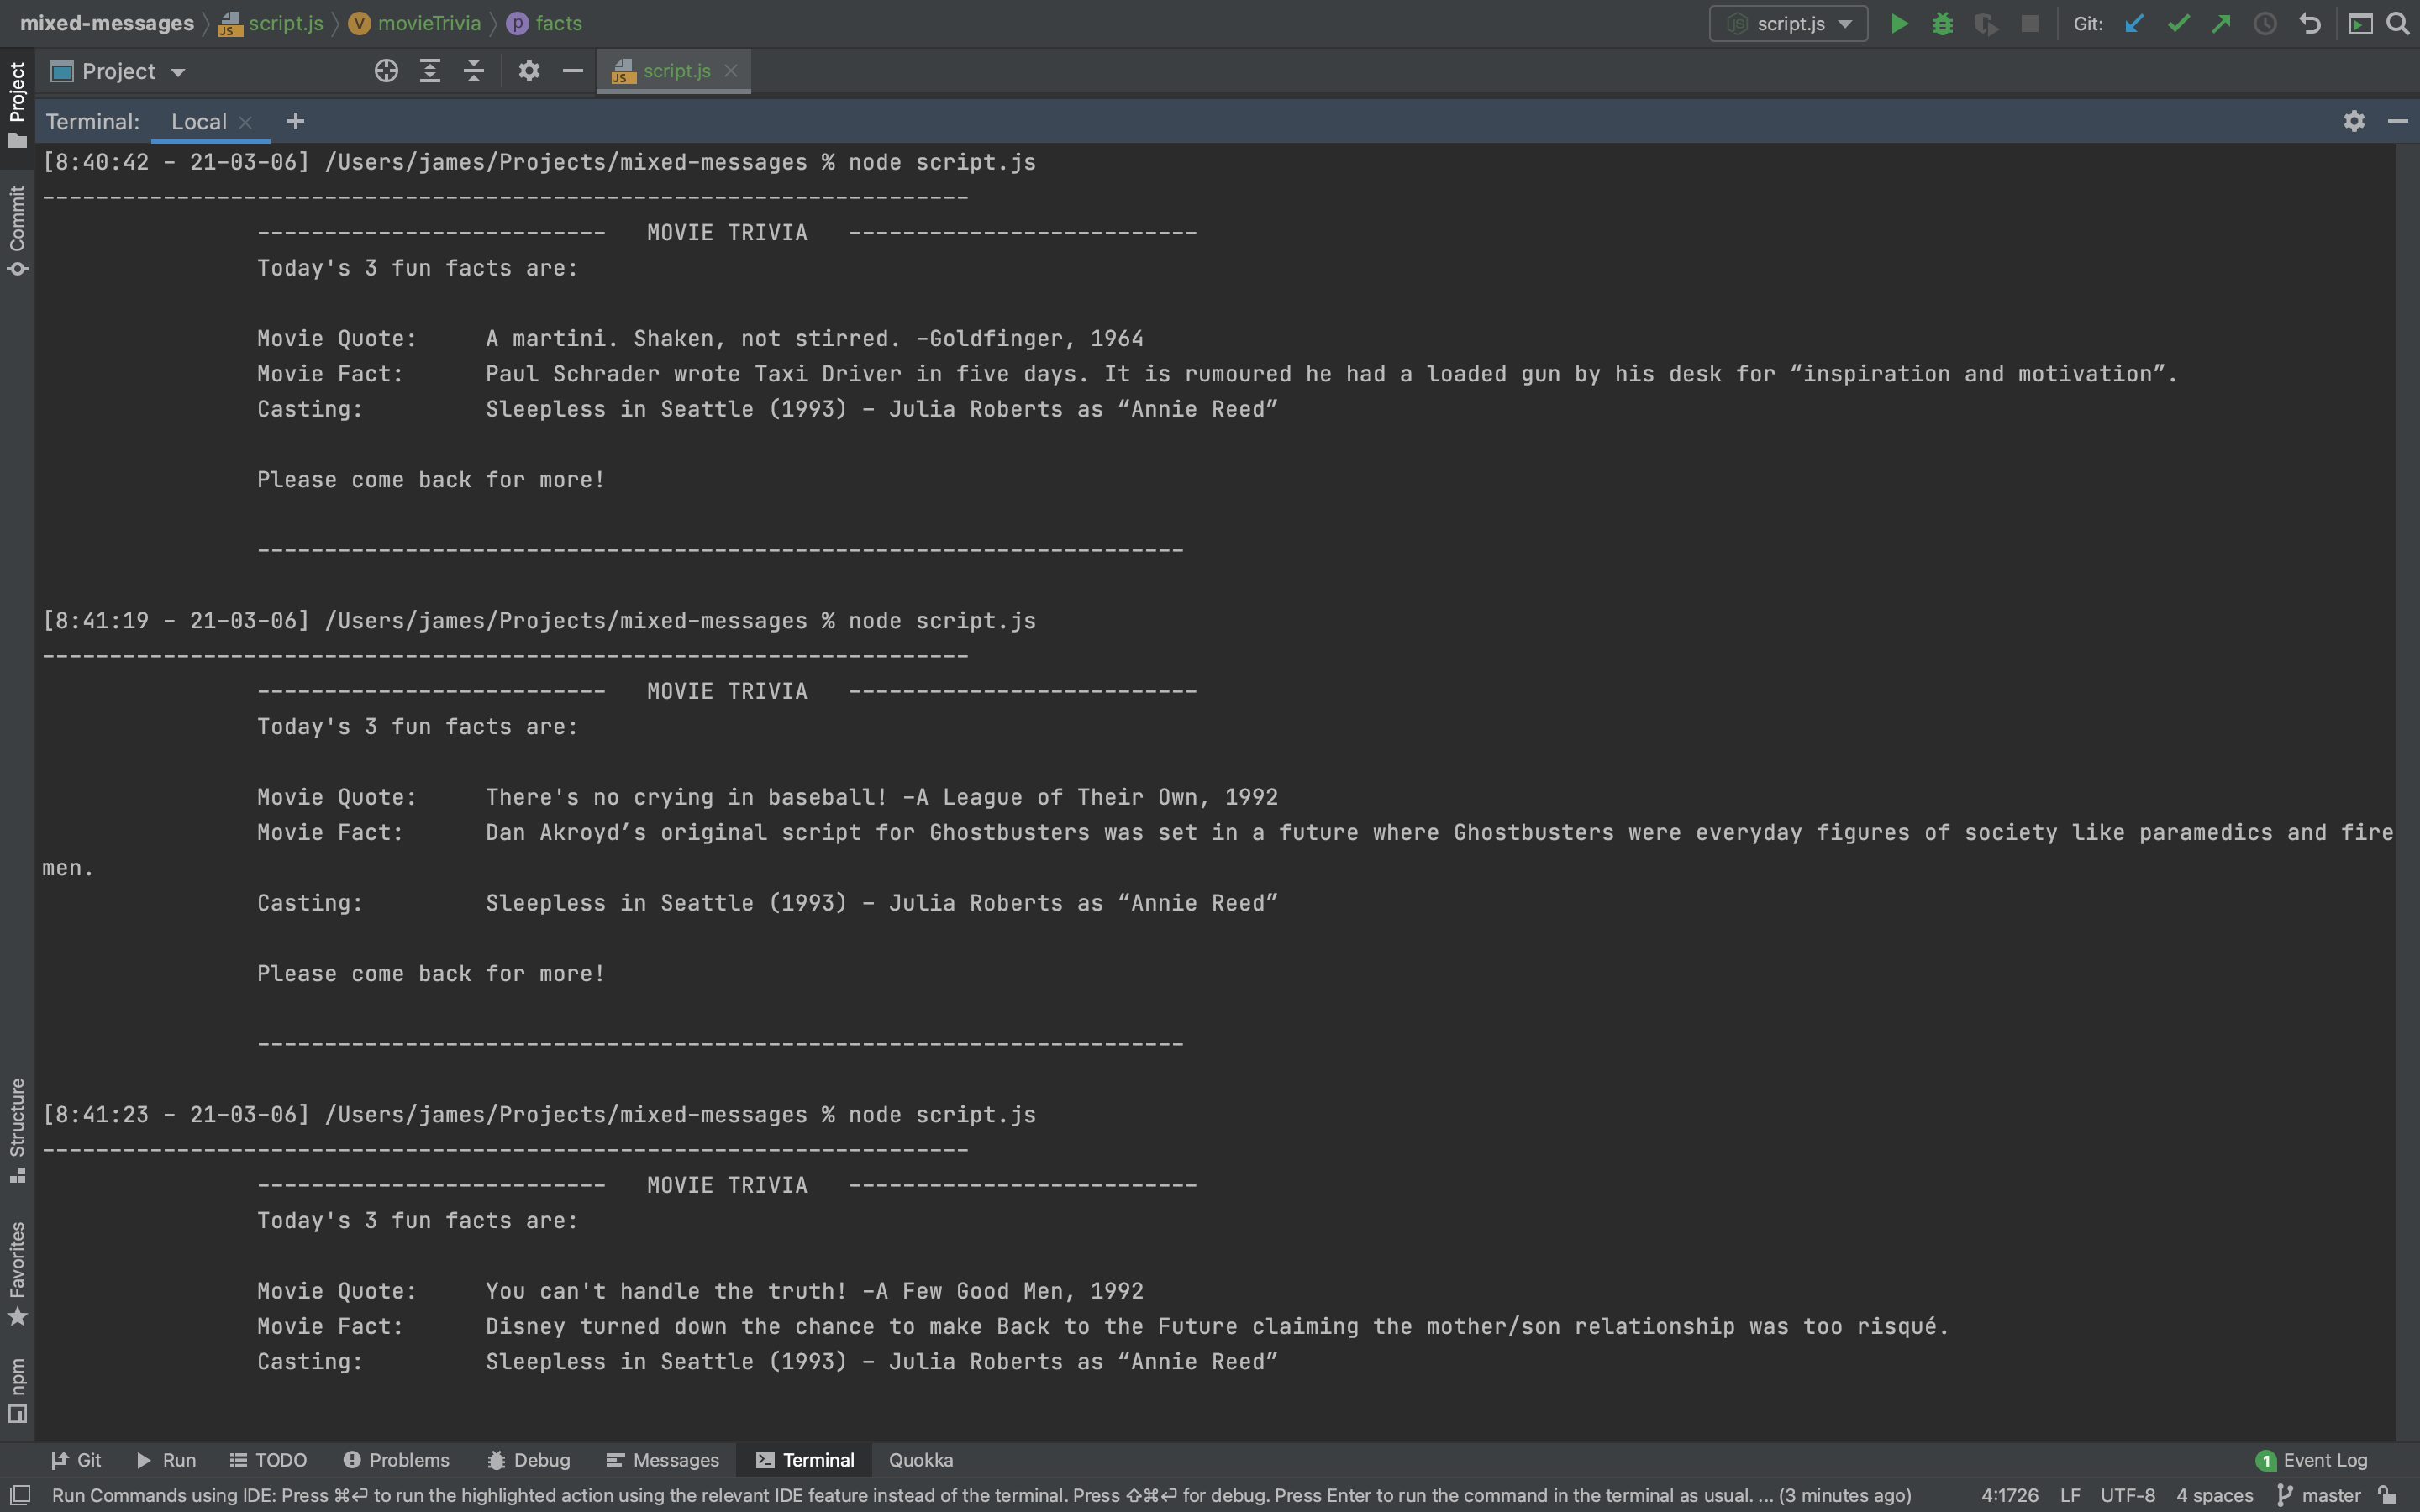 mixed-messages script.js movieTrivia facts script.js Git:
Project script.js
Terminal: Local +
[8:40:42 - 21-03-06] /Users/james/Projects/mixed-messages % node script.js
---------------------------------------------------------------------
-------------------------- MOVIE TRIVIA --------------------------
Today's 3 fun facts are:
Movie Quote: A martini. Shaken, not stirred. -Goldfinger, 1964
Movie Fact: Paul Schrader wrote Taxi Driver in five days. It is rumoured he had a loaded gun by his desk for “inspiration and motivation”.
Casting: Sleepless in Seattle (1993) – Julia Roberts as “Annie Reed”
Please come back for more!
---------------------------------------------------------------------
[8:41:19 - 21-03-06] /Users/james/Projects/mixed-messages % node script.js
---------------------------------------------------------------------
-------------------------- MOVIE TRIVIA --------------------------
Today's 3 fun facts are:
Movie Quote: There's no crying in baseball! -A League of Their Own, 1992
Movie Fact: Dan Akroyd’s original script for Ghostbusters was set in a future where Ghostbusters were everyday figures of society like paramedics and fire
men.
Casting: Sleepless in Seattle (1993) – Julia Roberts as “Annie Reed”
Please come back for more!
---------------------------------------------------------------------
[8:41:23 - 21-03-06] /Users/james/Projects/mixed-messages % node script.js
---------------------------------------------------------------------
-------------------------- MOVIE TRIVIA --------------------------
Today's 3 fun facts are:
Movie Quote: You can't handle the truth! -A Few Good Men, 1992
Movie Fact: Disney turned down the chance to make Back to the Future claiming the mother/son relationship was too risqué.
Casting: Sleepless in Seattle (1993) – Julia Roberts as “Annie Reed”
Project
Commit
Structure
Favorites
npm
Git Run TODO Problems Debug Messages Terminal Quokka 1 Event Log
Run Commands using IDE: Press ⌘⏎ to run the highlighted action using the relevant IDE feature instead of the terminal. Press ⇧⌘⏎ for debug. Press Enter to run the command in the terminal as usual. ... (3 minutes ago) 4:1726 LF UTF-8 4 spaces master